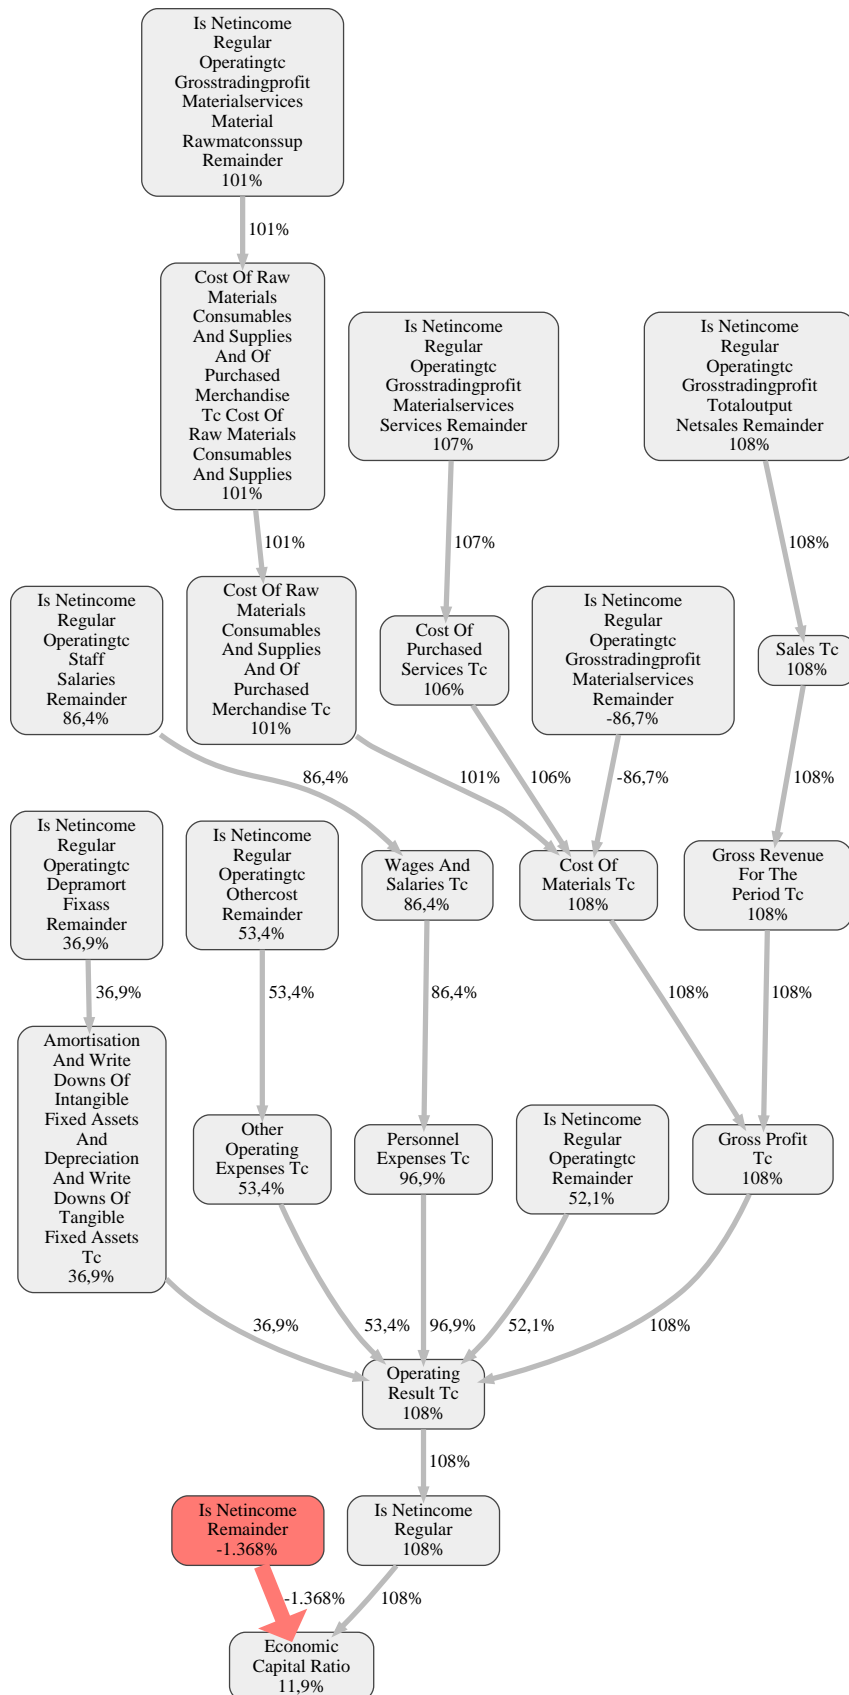 Is Netincome
Regular
Operatingtc
Grosstradingprofit
Materialservices
Material
Rawmatconssup
Remainder
101%
101%
Cost Of Raw
Materials
Consumables
And Supplies
And Of
Purchased
Merchandise
Tc Cost Of
Raw Materials
Consumables
And Supplies
101%
Is Netincome
Regular
Operatingtc
Grosstradingprofit
Materialservices
Services Remainder
107%
Is Netincome
Regular
Operatingtc
Grosstradingprofit
Totaloutput
Netsales Remainder
108%
101%
107%
108%
Is Netincome
Regular
Operatingtc
Staff
Salaries
Remainder
86,4%
Cost Of Raw
Materials
Consumables
And Supplies
And Of
Purchased
Merchandise Tc
101%
Cost Of
Purchased
Services Tc
106%
Is Netincome
Regular
Operatingtc
Grosstradingprofit
Materialservices
Remainder
-86,7%
Sales Tc
108%
86,4%
101%
106%
-86,7%
108%
Is Netincome
Regular
Operatingtc
Depramort
Fixass
Remainder
36,9%
Is Netincome
Regular
Operatingtc
Othercost
Remainder
53,4%
Wages And
Salaries Tc
86,4%
Cost Of
Materials Tc
108%
Gross Revenue
For The
Period Tc
108%
36,9%
53,4%
86,4%
108%
108%
Amortisation
And Write
Downs Of
Intangible
Fixed Assets
And
Depreciation
And Write
Downs Of
Tangible
Fixed Assets
Tc
36,9%
Other
Operating
Expenses Tc
53,4%
Personnel
Expenses Tc
96,9%
Is Netincome
Regular
Operatingtc
Remainder
52,1%
Gross Profit
Tc
108%
36,9%
53,4%
96,9%
52,1%
108%
Operating
Result Tc
108%
108%
Is Netincome
Remainder
-1.368%
Is Netincome
Regular
108%
-1.368%
108%
Economic
Capital Ratio
11,9%